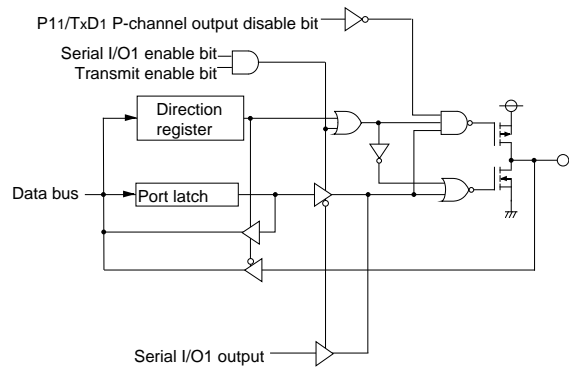 P11/TxD1 P-channel output disable bit
Serial I/O1 enable bit
Transmit enable bit
Direction
register
Data bus
Port latch
Serial I/O1 output